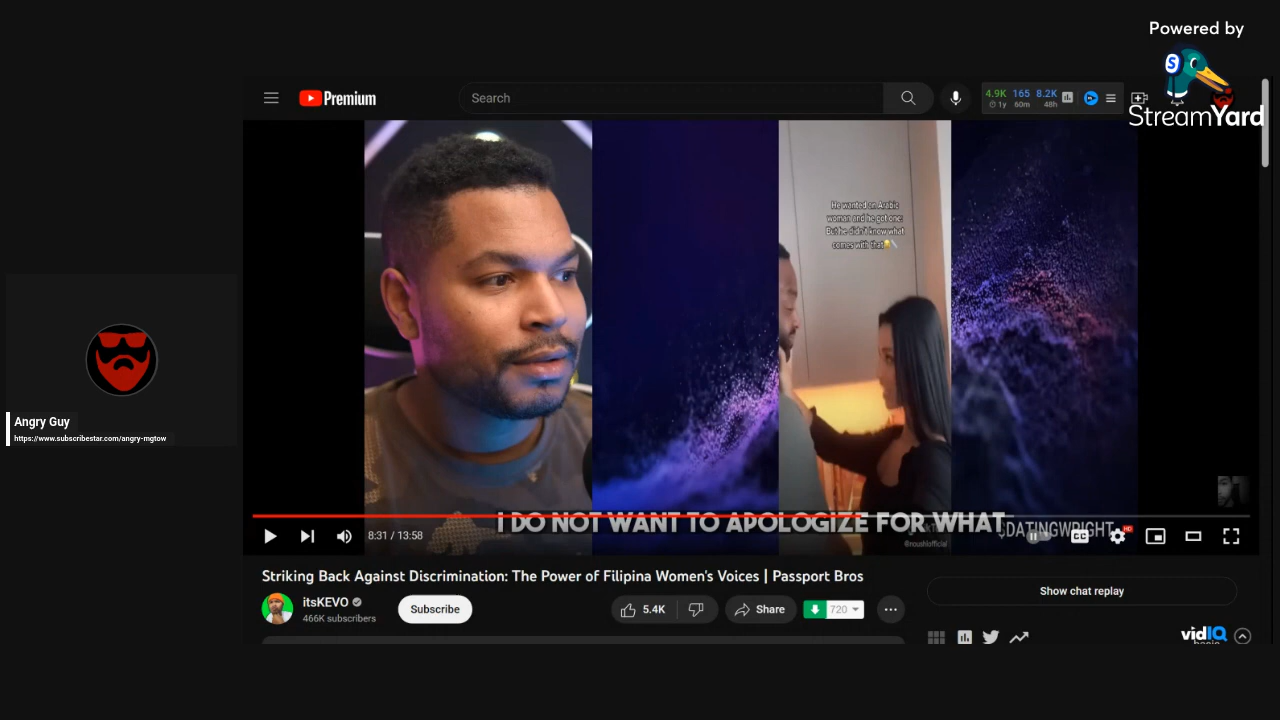 Powered by
StreamYard
Premium
Search
4.9K 165 8.2K
1y 60m 48h
He wanted an Arabic
woman and he got one.
But he didn't know what
comes with that
I DO NOT WANT TO APOLOGIZE FOR WHAT
DATINGWRIGHT
@roushiofficial
8:31 / 13:58
CC
HD
Striking Back Against Discrimination: The Power of Filipina Women's Voices | Passport Bros
itsKEVO
466K subscribers
Subscribe
5.4K
Share
720
Show chat replay
vidIQ
Angry Guy
https://www.subscribestar.com/angry-mgtow